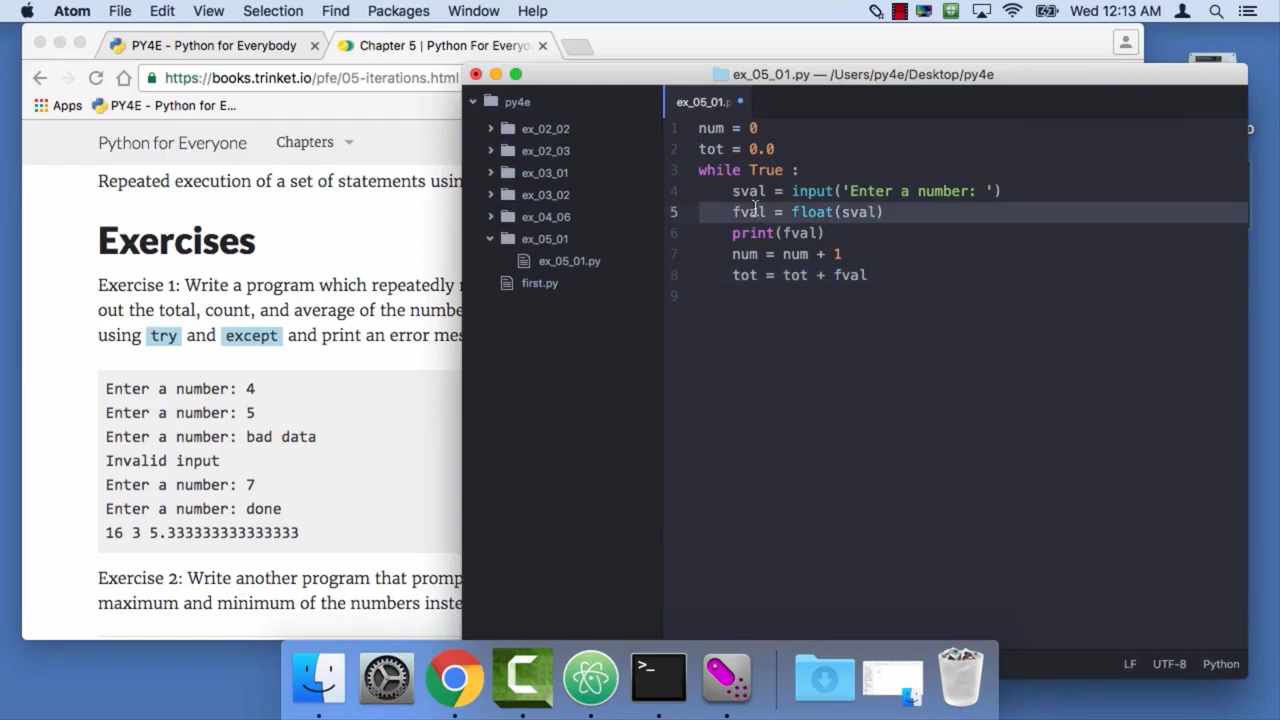 Atom File Edit View Selection Find Packages Window Help Wed 12:13 AM
PY4E - Python for Everybody Chapter 5 | Python For Everyo
https://books.trinket.io/pfe/05-iterations.html
Apps PY4E - Python for E...
Python for Everyone Chapters
Repeated execution of a set of statements usin
Exercises
Exercise 1: Write a program which repeatedly
out the total, count, and average of the numbe
using try and except and print an error mes
Enter a number: 4
Enter a number: 5
Enter a number: bad data
Invalid input
Enter a number: 7
Enter a number: done
16 3 5.333333333333333
Exercise 2: Write another program that promp
maximum and minimum of the numbers inste
ex_05_01.py — /Users/py4e/Desktop/py4e
py4e
ex_02_02
ex_02_03
ex_03_01
ex_03_02
ex_04_06
ex_05_01
ex_05_01.py
first.py
ex_05_01.p
1 num = 0
2 tot = 0.0
3 while True :
4 sval = input('Enter a number: ')
5 fval = float(sval)
6 print(fval)
7 num = num + 1
8 tot = tot + fval
9
LF UTF-8 Python